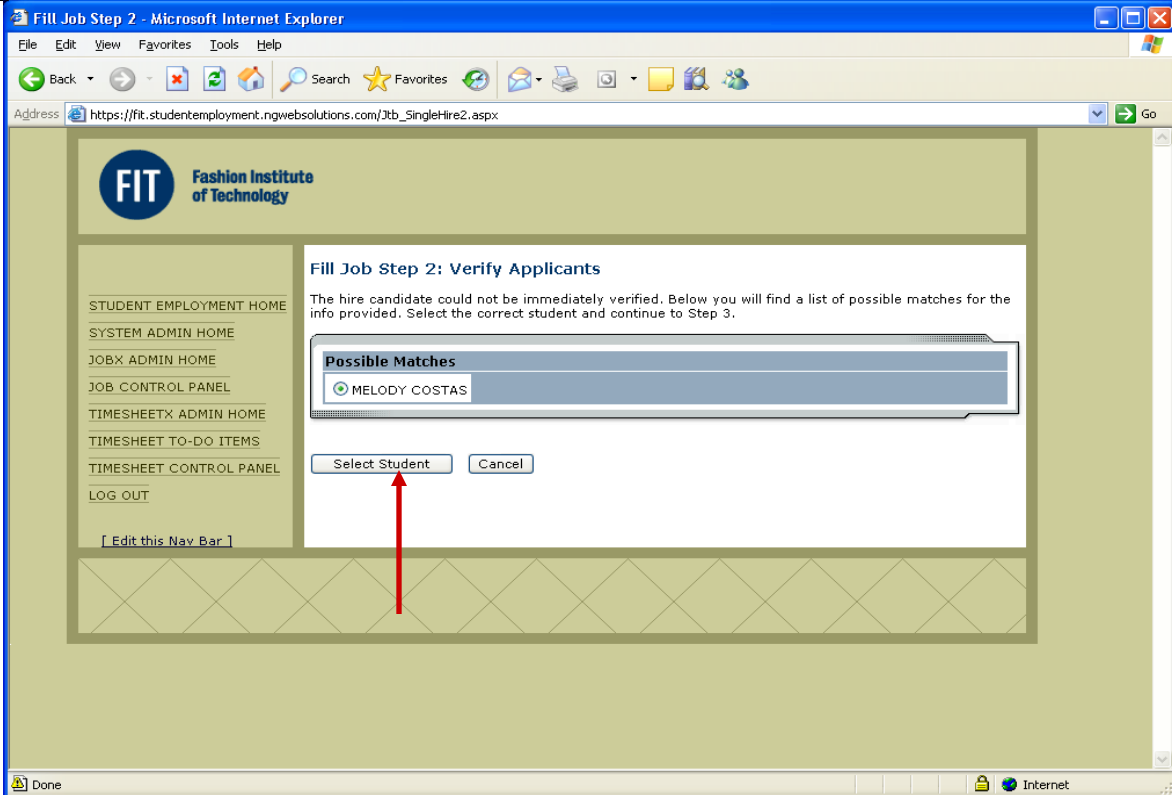 Fill Job Step 2 - Microsoft Internet Explorer
File Edit View Favorites Tools Help
Back Search Favorites
Address https://fit.studentemployment.ngwebsolutions.com/Jtb_SingleHire2.aspx Go
FIT Fashion Institute
of Technology
STUDENT EMPLOYMENT HOME
SYSTEM ADMIN HOME
JOBX ADMIN HOME
JOB CONTROL PANEL
TIMESHEETX ADMIN HOME
TIMESHEET TO-DO ITEMS
TIMESHEET CONTROL PANEL
LOG OUT
[ Edit this Nav Bar ]
Fill Job Step 2: Verify Applicants
The hire candidate could not be immediately verified. Below you will find a list of possible matches for the
info provided. Select the correct student and continue to Step 3.
Possible Matches
MELODY COSTAS
Select Student Cancel
Done Internet